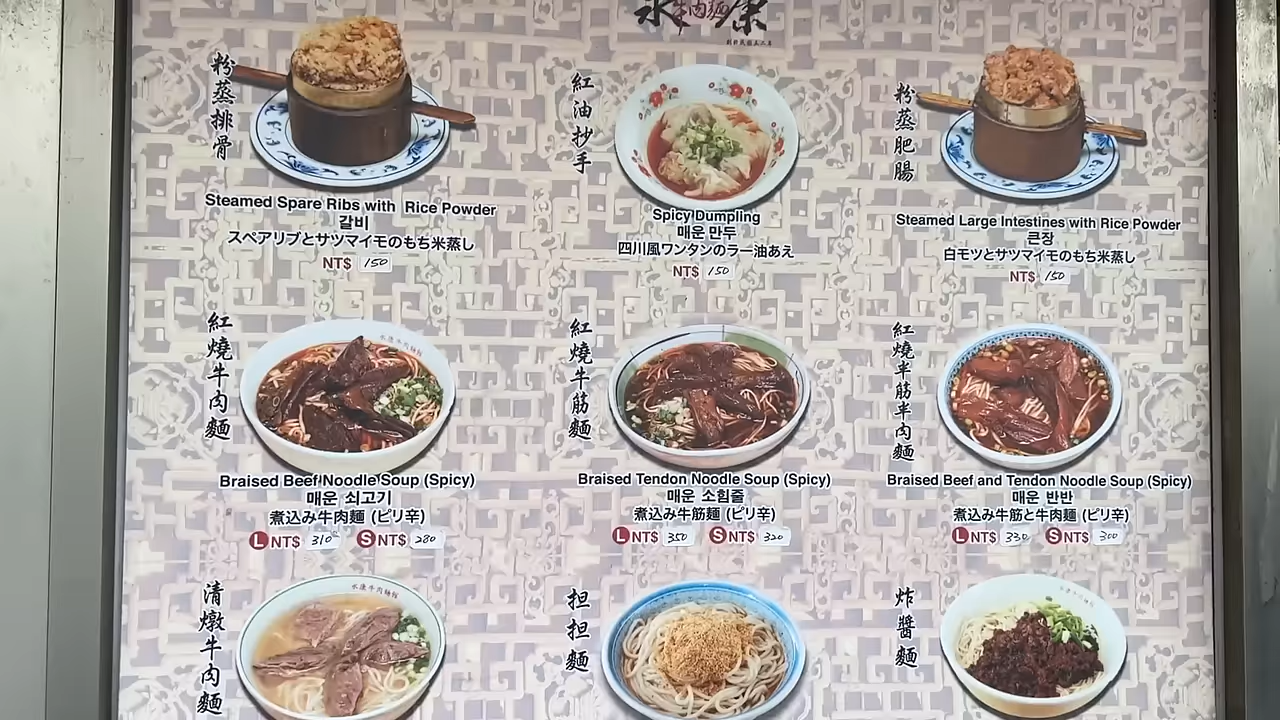 永康牛肉麵
粉蒸排骨
Steamed Spare Ribs with Rice Powder
갈비
スペアリブとサツマイモのもち米蒸し
NT$ 150
紅油抄手
Spicy Dumpling
매운 만두
四川風ワンタンのラー油あえ
NT$ 150
粉蒸肥腸
Steamed Large Intestines with Rice Powder
큰장
白モツとサツマイモのもち米蒸し
NT$ 150
紅燒牛肉麵
Braised Beef Noodle Soup (Spicy)
매운 쇠고기
煮込み牛肉麺 (ピリ辛)
L NT$ 310 S NT$ 280
紅燒牛筋麵
Braised Tendon Noodle Soup (Spicy)
매운 소힘줄
煮込み牛筋麺 (ピリ辛)
L NT$ 350 S NT$ 320
紅燒半筋半肉麵
Braised Beef and Tendon Noodle Soup (Spicy)
매운 반반
煮込み牛筋と牛肉麺 (ピリ辛)
L NT$ 330 S NT$ 300
清燉牛肉麵
担担麵
炸醬麵